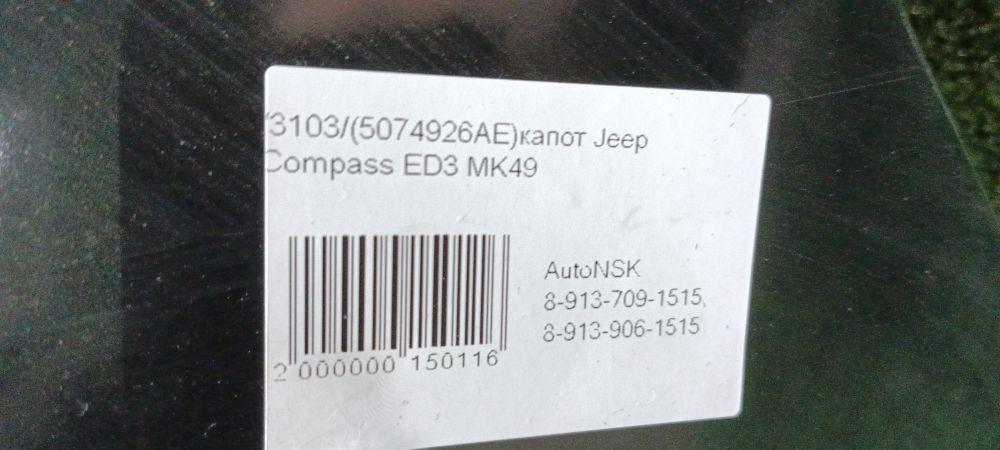 3103/(5074926AE)капот Jeep
Compass ED3 MK49
AutoNSK
8-913-709-1515,
8-913-906-1515
2 000000 150116